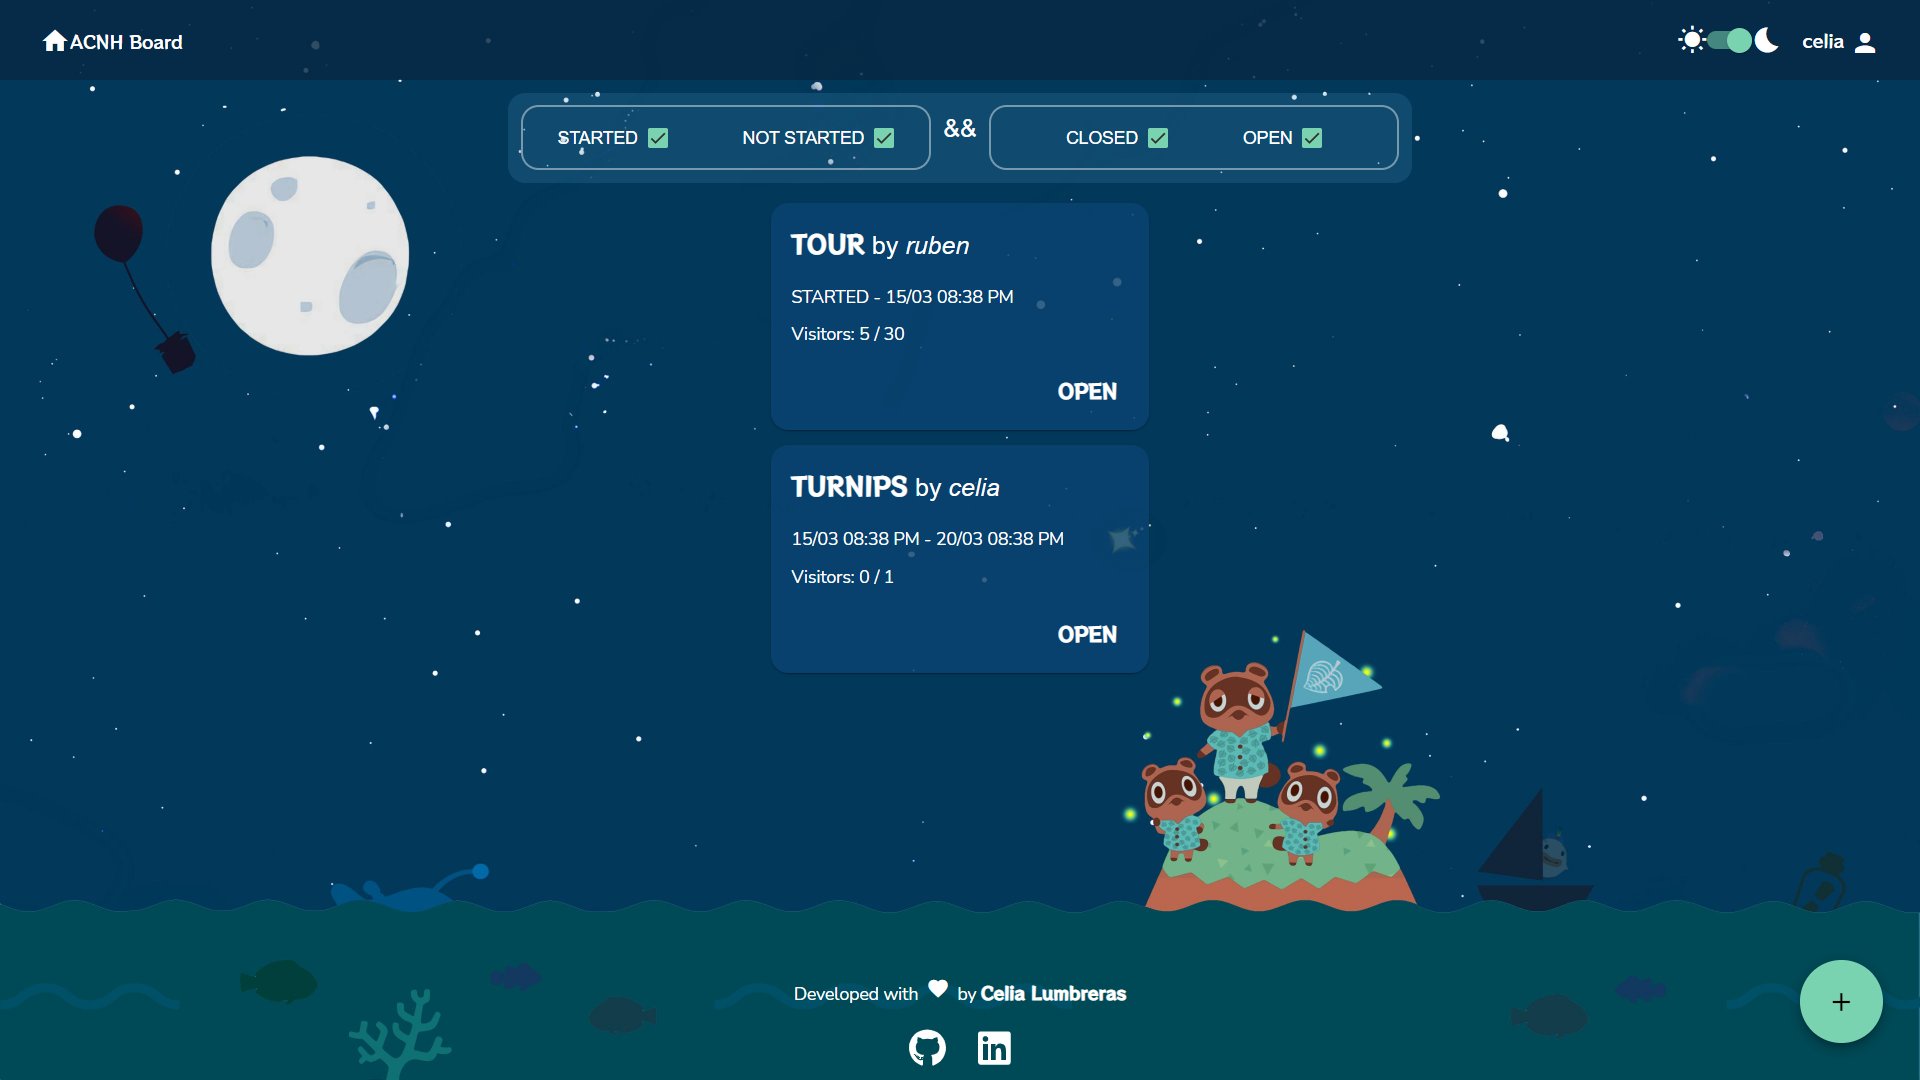 ACNH Board
celia
STARTED NOT STARTED && CLOSED OPEN
TOUR by ruben
STARTED - 15/03 08:38 PM
Visitors: 5 / 30
OPEN
TURNIPS by celia
15/03 08:38 PM - 20/03 08:38 PM
Visitors: 0 / 1
OPEN
Developed with by Celia Lumbreras
in
+